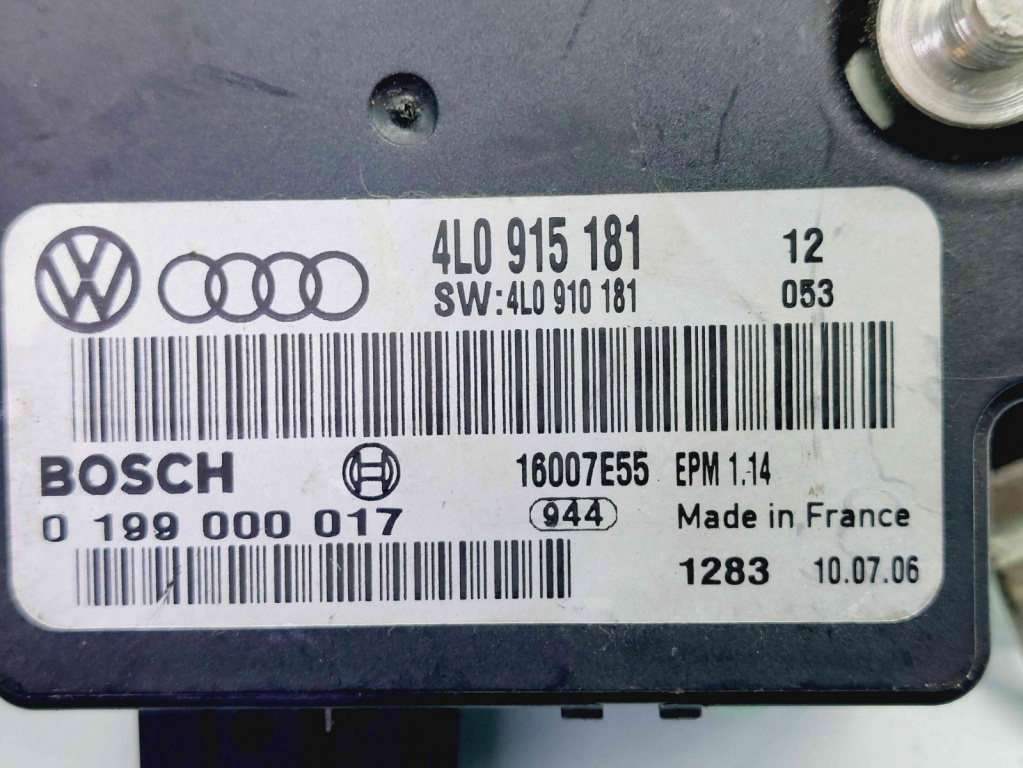 4L0 915 181 12
SW:4L0 910 181 053
BOSCH 16007E55 EPM 1.14
0 199 000 017 944 Made in France
1283 10.07.06